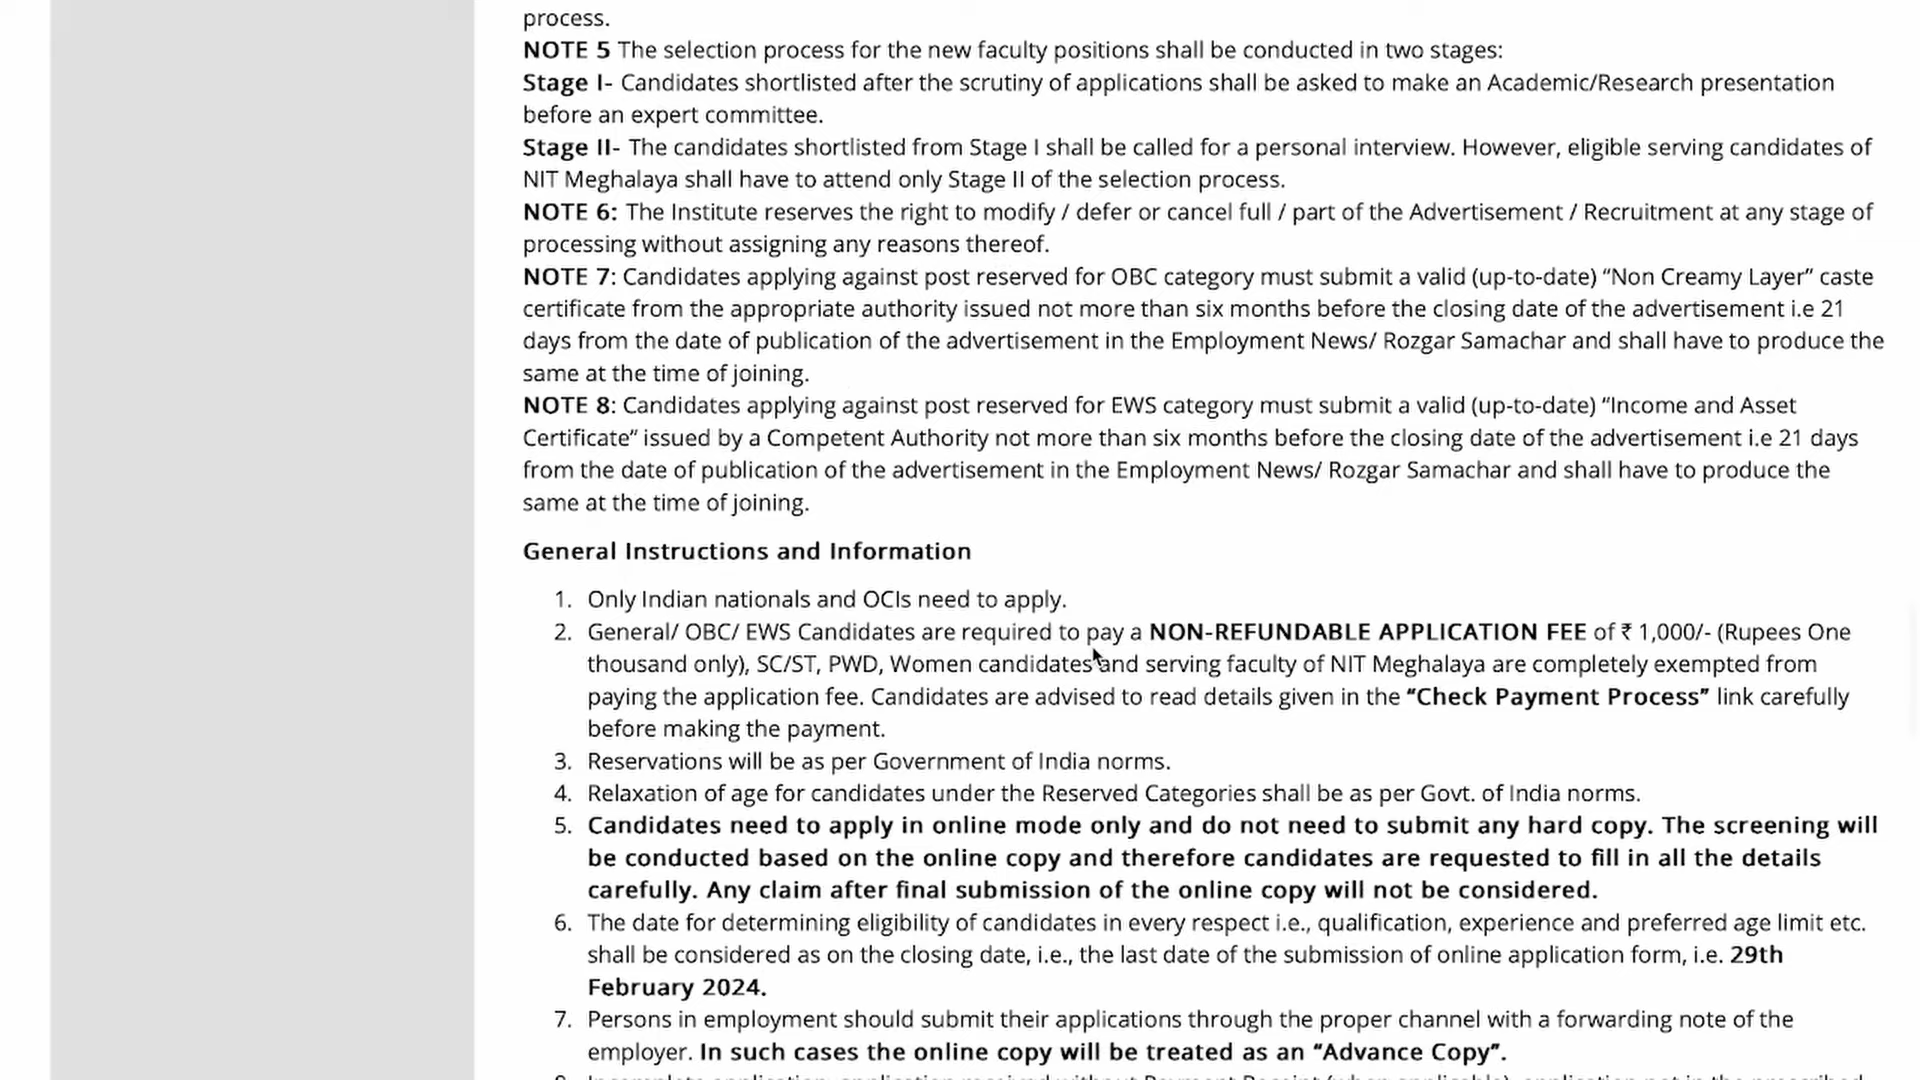 process.
NOTE 5 The selection process for the new faculty positions shall be conducted in two stages:
Stage I- Candidates shortlisted after the scrutiny of applications shall be asked to make an Academic/Research presentation
before an expert committee.
Stage II- The candidates shortlisted from Stage I shall be called for a personal interview. However, eligible serving candidates of
NIT Meghalaya shall have to attend only Stage II of the selection process.
NOTE 6: The Institute reserves the right to modify / defer or cancel full / part of the Advertisement / Recruitment at any stage of
processing without assigning any reasons thereof.
NOTE 7: Candidates applying against post reserved for OBC category must submit a valid (up-to-date) “Non Creamy Layer” caste
certificate from the appropriate authority issued not more than six months before the closing date of the advertisement i.e 21
days from the date of publication of the advertisement in the Employment News/ Rozgar Samachar and shall have to produce the
same at the time of joining.
NOTE 8: Candidates applying against post reserved for EWS category must submit a valid (up-to-date) “Income and Asset
Certificate” issued by a Competent Authority not more than six months before the closing date of the advertisement i.e 21 days
from the date of publication of the advertisement in the Employment News/ Rozgar Samachar and shall have to produce the
same at the time of joining.
General Instructions and Information
1. Only Indian nationals and OCIs need to apply.
2. General/ OBC/ EWS Candidates are required to pay a NON-REFUNDABLE APPLICATION FEE of ₹ 1,000/- (Rupees One
thousand only), SC/ST, PWD, Women candidates and serving faculty of NIT Meghalaya are completely exempted from
paying the application fee. Candidates are advised to read details given in the “Check Payment Process” link carefully
before making the payment.
3. Reservations will be as per Government of India norms.
4. Relaxation of age for candidates under the Reserved Categories shall be as per Govt. of India norms.
5. Candidates need to apply in online mode only and do not need to submit any hard copy. The screening will
be conducted based on the online copy and therefore candidates are requested to fill in all the details
carefully. Any claim after final submission of the online copy will not be considered.
6. The date for determining eligibility of candidates in every respect i.e., qualification, experience and preferred age limit etc.
shall be considered as on the closing date, i.e., the last date of the submission of online application form, i.e. 29th
February 2024.
7. Persons in employment should submit their applications through the proper channel with a forwarding note of the
employer. In such cases the online copy will be treated as an “Advance Copy”.